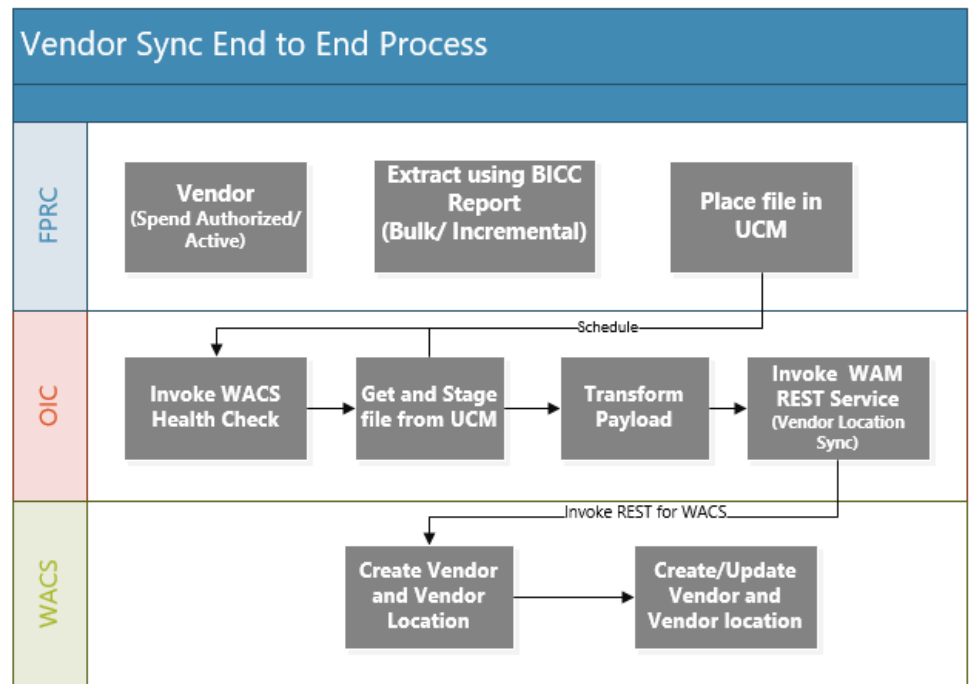 Vendor Sync End to End Process
FPRC
Vendor
(Spend Authorized/
Active)
Extract using BICC
Report
(Bulk/ Incremental)
Place file in
UCM
Schedule
OIC
Invoke WACS
Health Check
Get and Stage
file from UCM
Transform
Payload
Invoke WAM
REST Service
(Vendor Location
Sync)
Invoke REST for WACS
WACS
Create Vendor
and Vendor
Location
Create/Update
Vendor and
Vendor location